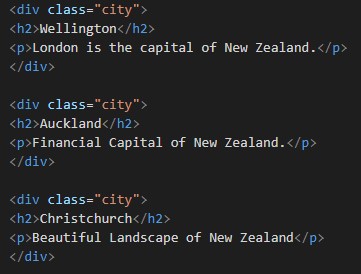 <div class="city">
<h2>Wellington</h2>
<p>London is the capital of New Zealand.</p>
</div>
<div class="city">
<h2>Auckland</h2>
<p>Financial Capital of New Zealand.</p>
</div>
<div class="city">
<h2>Christchurch</h2>
<p>Beautiful Landscape of New Zealand</p>
</div>